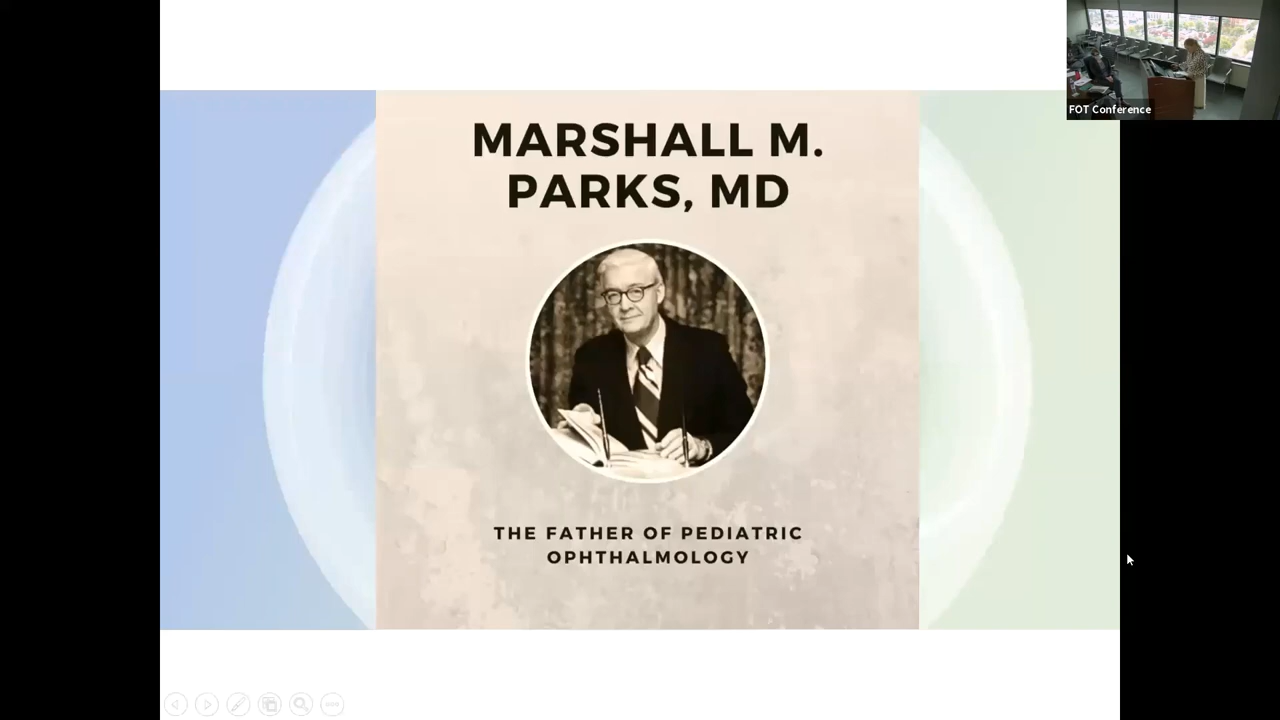 MARSHALL M.
PARKS, MD
THE FATHER OF PEDIATRIC
OPHTHALMOLOGY
FOT Conference